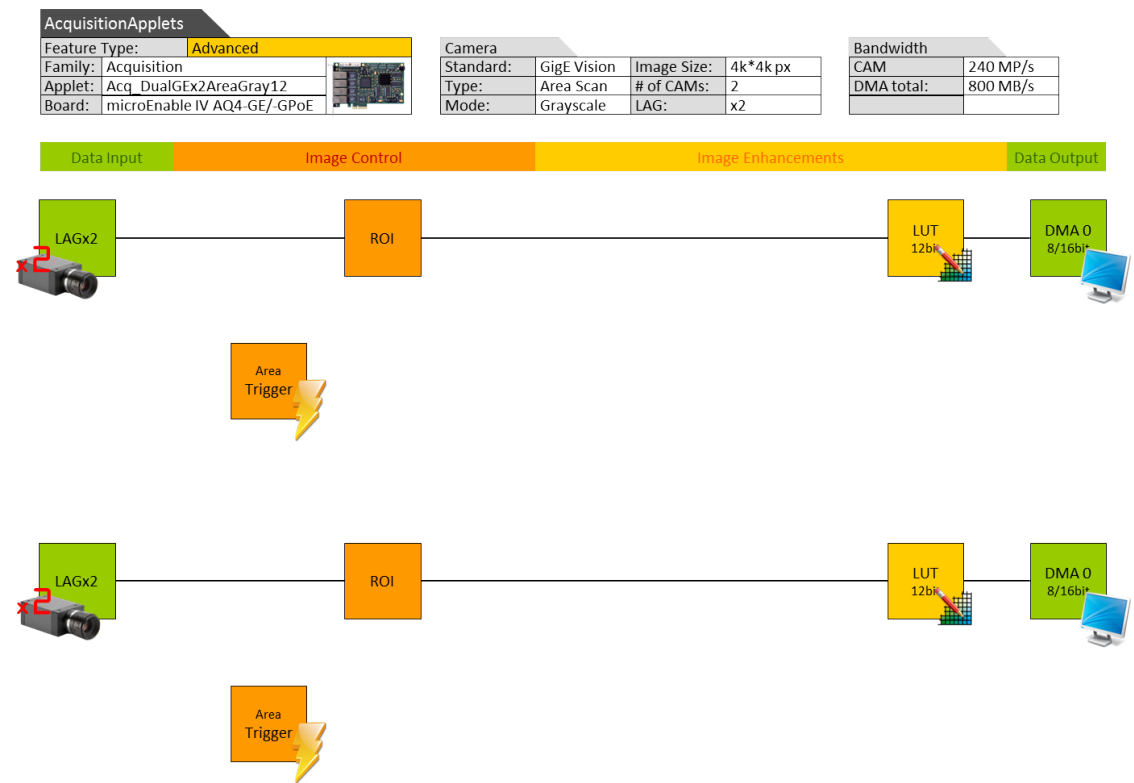 AcquisitionApplets
Feature Type: Advanced
Family: Acquisition
Applet: Acq_DualGEx2AreaGray12
Board: microEnable IV AQ4-GE/-GPoE
Camera
Standard: GigE Vision Image Size: 4k*4k px
Type: Area Scan # of CAMs: 2
Mode: Grayscale LAG: x2
Bandwidth
CAM 240 MP/s
DMA total: 800 MB/s
Data Input Image Control Image Enhancements Data Output
LAGx2
x2
ROI
LUT
12bit
DMA 0
8/16bit
Area
Trigger
LAGx2
x2
ROI
LUT
12bit
DMA 0
8/16bit
Area
Trigger